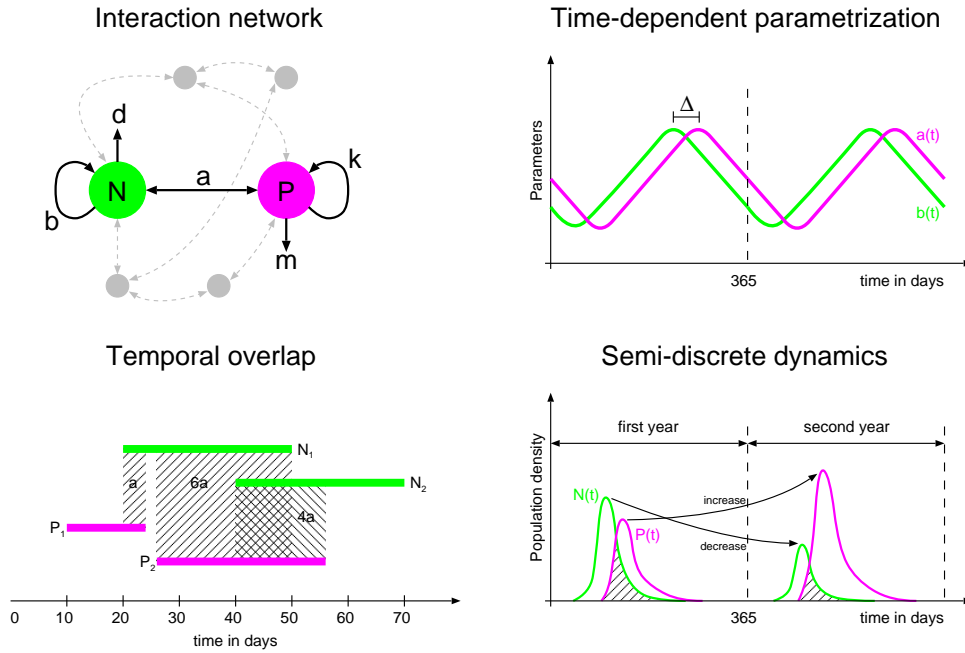 Interaction network
d
N
a
P
k
b
m
Time-dependent parametrization
Δ
Parameters
a(t)
b(t)
365
time in days
Temporal overlap
N1
a
6a
N2
4a
P1
P2
0 10 20 30 40 50 60 70
time in days
Semi-discrete dynamics
Population density
first year
second year
N(t)
P(t)
increase
decrease
365
time in days